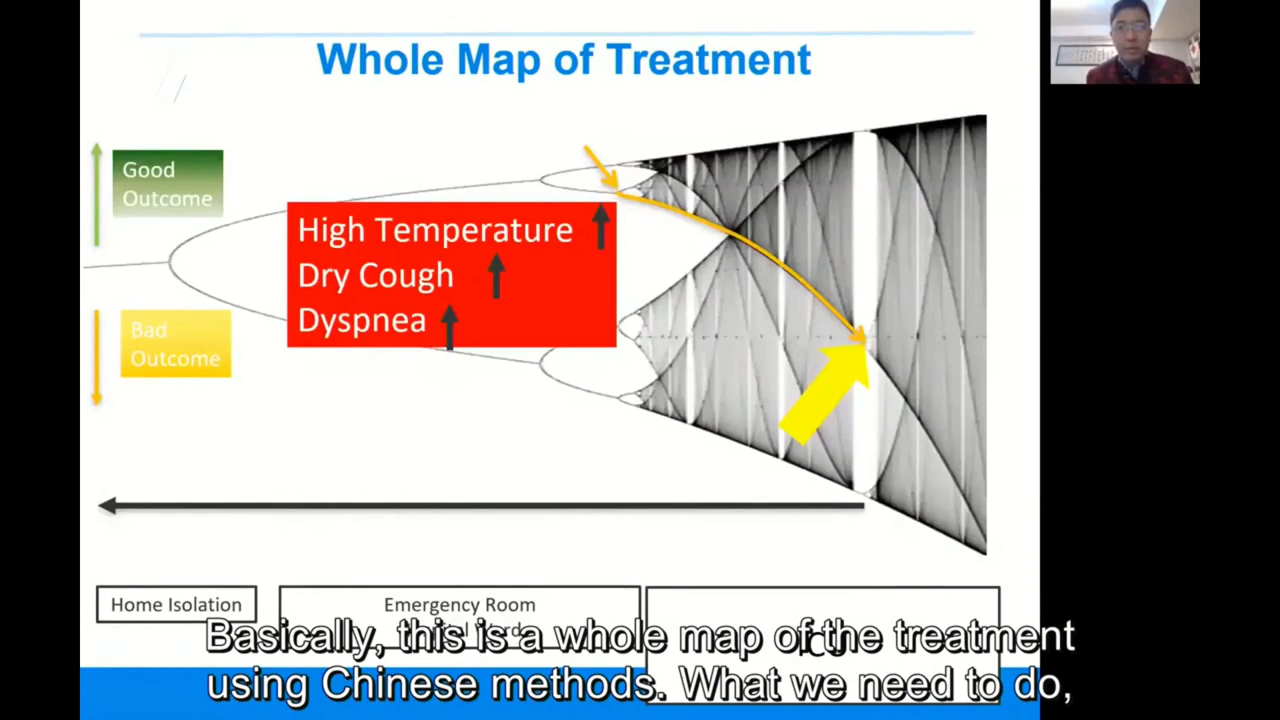 Whole Map of Treatment
Good
Outcome
High Temperature
Dry Cough
Dyspnea
Bad
Outcome
Home Isolation
Emergency Room
Basically, this is a whole map of the treatment
using Chinese methods. What we need to do,